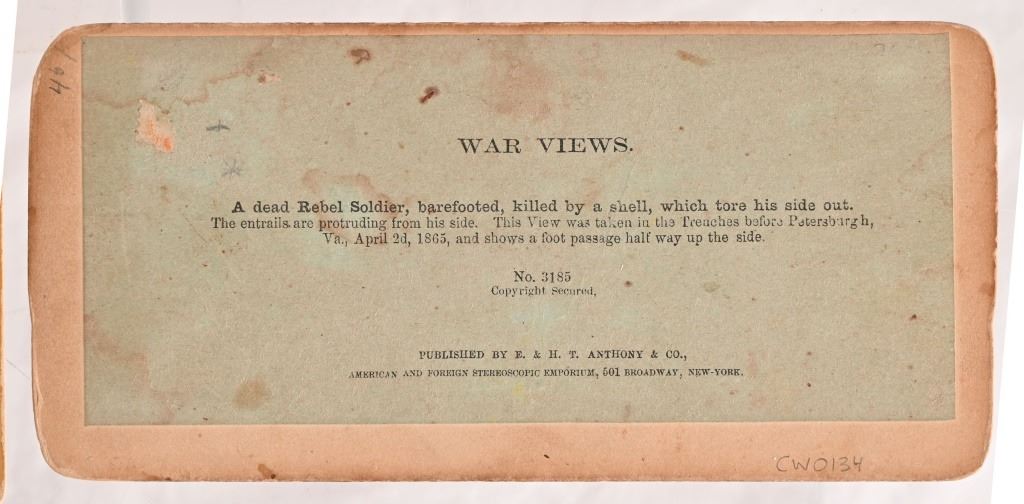 46
WAR VIEWS.
A dead Rebel Soldier, barefooted, killed by a shell, which tore his side out.
The entrails are protruding from his side. This View was taken in the Trenches before Petersburgh,
Va., April 2d, 1865, and shows a foot passage half way up the side.
No. 3185
Copyright Secured,
PUBLISHED BY E. & H. T. ANTHONY & CO.,
AMERICAN AND FOREIGN STEREOSCOPIC EMPORIUM, 501 BROADWAY, NEW-YORK.
CW0134